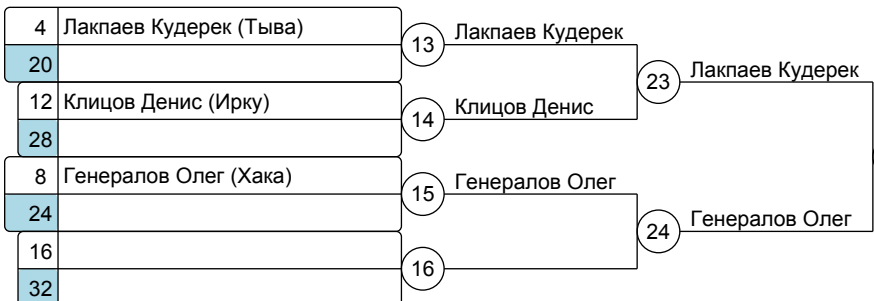 4 Лакпаев Кудерек (Тыва)
20
13 Лакпаев Кудерек
12 Клицов Денис (Ирку)
28
14 Клицов Денис
23 Лакпаев Кудерек
8 Генералов Олег (Хака)
24
15 Генералов Олег
16
32
16
24 Генералов Олег